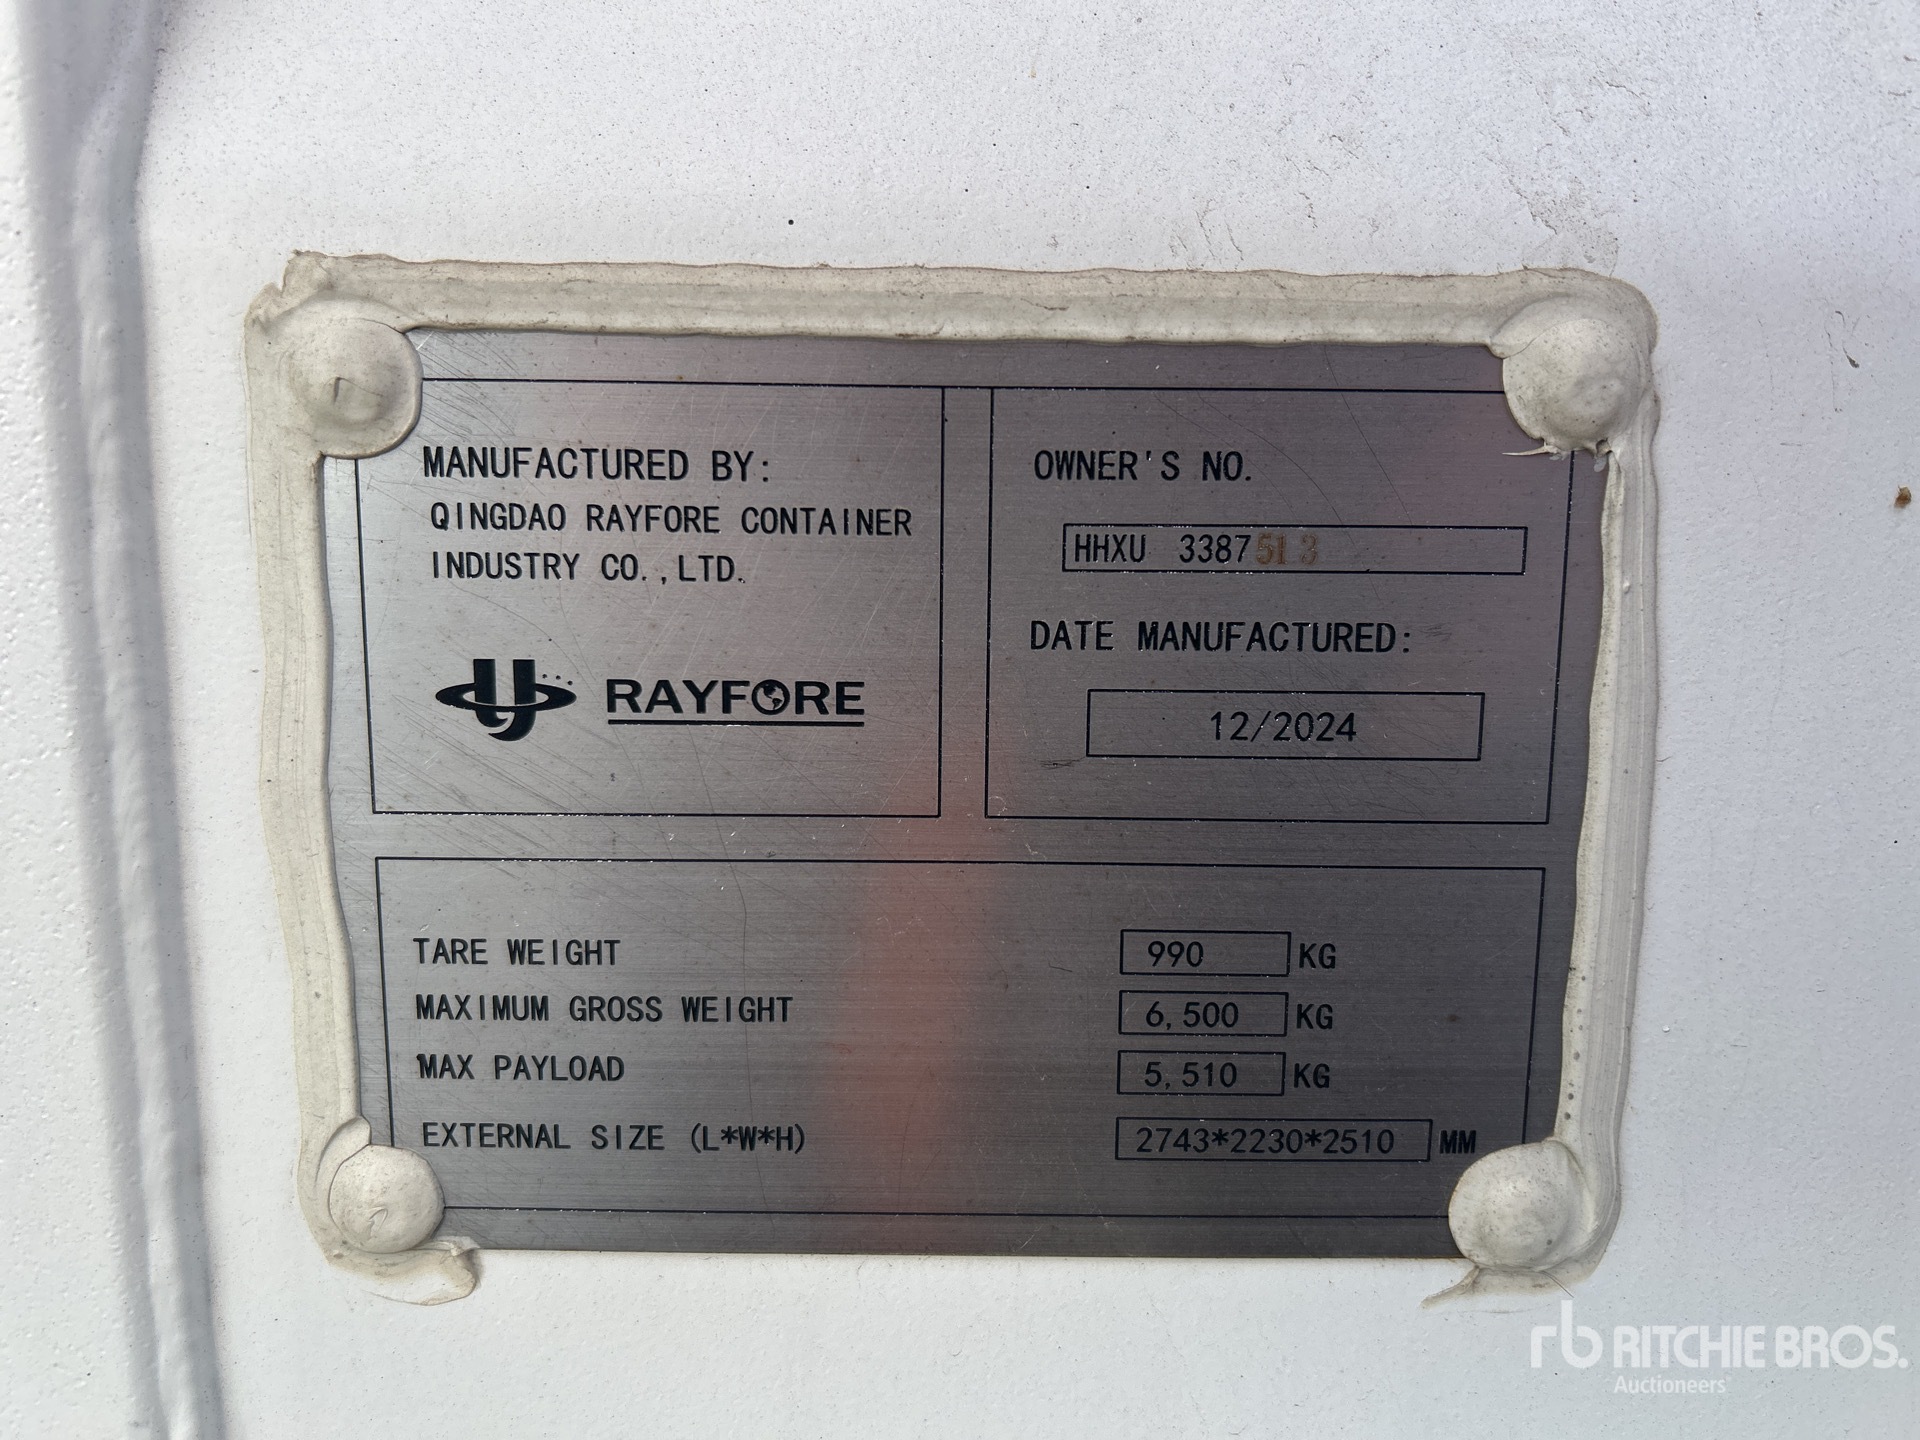 MANUFACTURED BY:
QINGDAO RAYFORE CONTAINER
INDUSTRY CO.,LTD.
RAYFORE
OWNER'S NO.
HHXU 3387513
DATE MANUFACTURED:
12/2024
TARE WEIGHT 990 KG
MAXIMUM GROSS WEIGHT 6,500 KG
MAX PAYLOAD 5,510 KG
EXTERNAL SIZE (L*W*H) 2743*2230*2510 MM
rb RITCHIE BROS.
Auctioneers